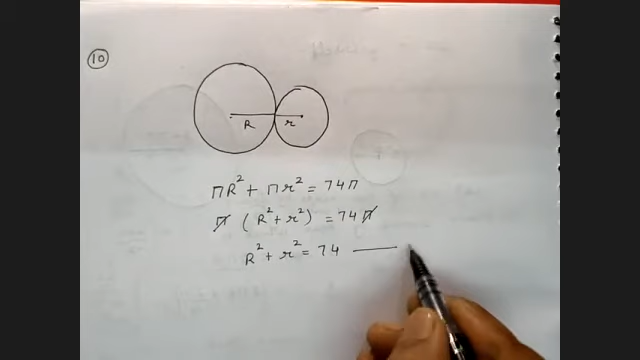 10
R r
πR² + πr² = 74π
π (R² + r²) = 74π
R² + r² = 74 ——